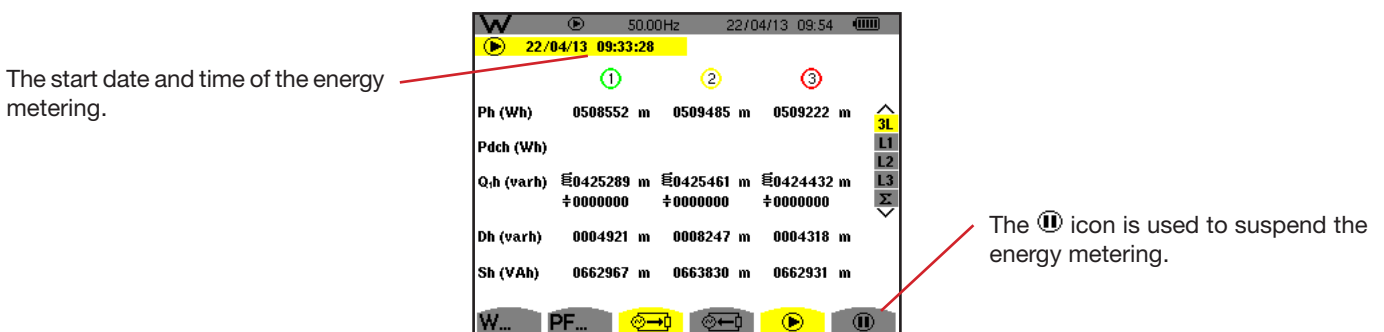 W 50.00Hz 22/04/13 09:54
22/04/13 09:33:28
The start date and time of the energy
metering.
1 2 3
Ph (Wh) 0508552 m 0509485 m 0509222 m
3L
Pdch (Wh)
L1
L2
Q₁h (varh) 0425289 m 0425461 m 0424432 m
L3
÷0000000 ÷0000000 ÷0000000
Σ
Dh (varh) 0004921 m 0008247 m 0004318 m
The icon is used to suspend the
energy metering.
Sh (VAh) 0662967 m 0663830 m 0662931 m
W... PF...